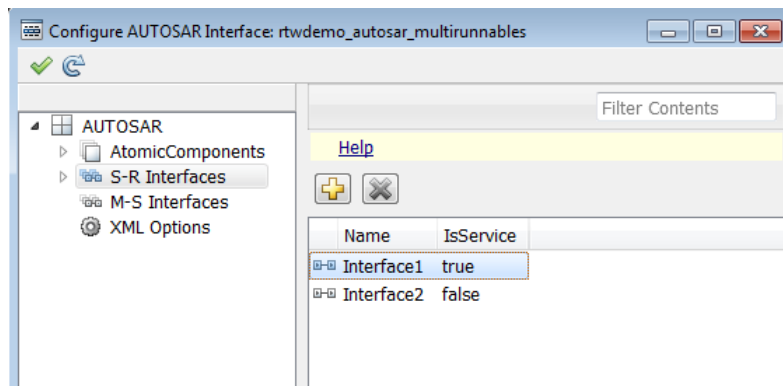 Configure AUTOSAR Interface: rtwdemo_autosar_multirunnables
Filter Contents
AUTOSAR
AtomicComponents
S-R Interfaces
M-S Interfaces
XML Options
Help
Name IsService
Interface1 true
Interface2 false